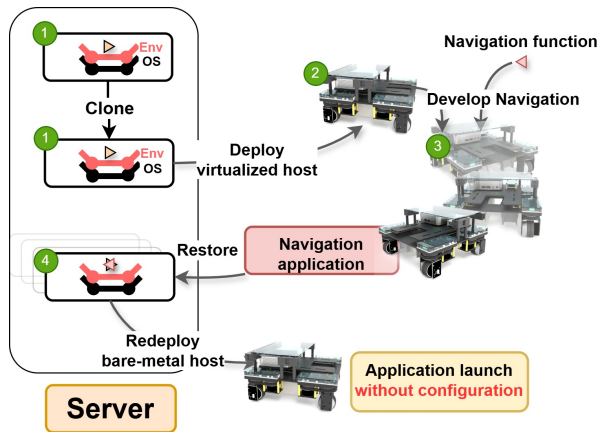 1
Env
OS
Clone
1
Env
OS
Deploy
virtualized host
2
Navigation function
Develop Navigation
3
4
Restore
Navigation
application
Redeploy
bare-metal host
Application launch
without configuration
Server